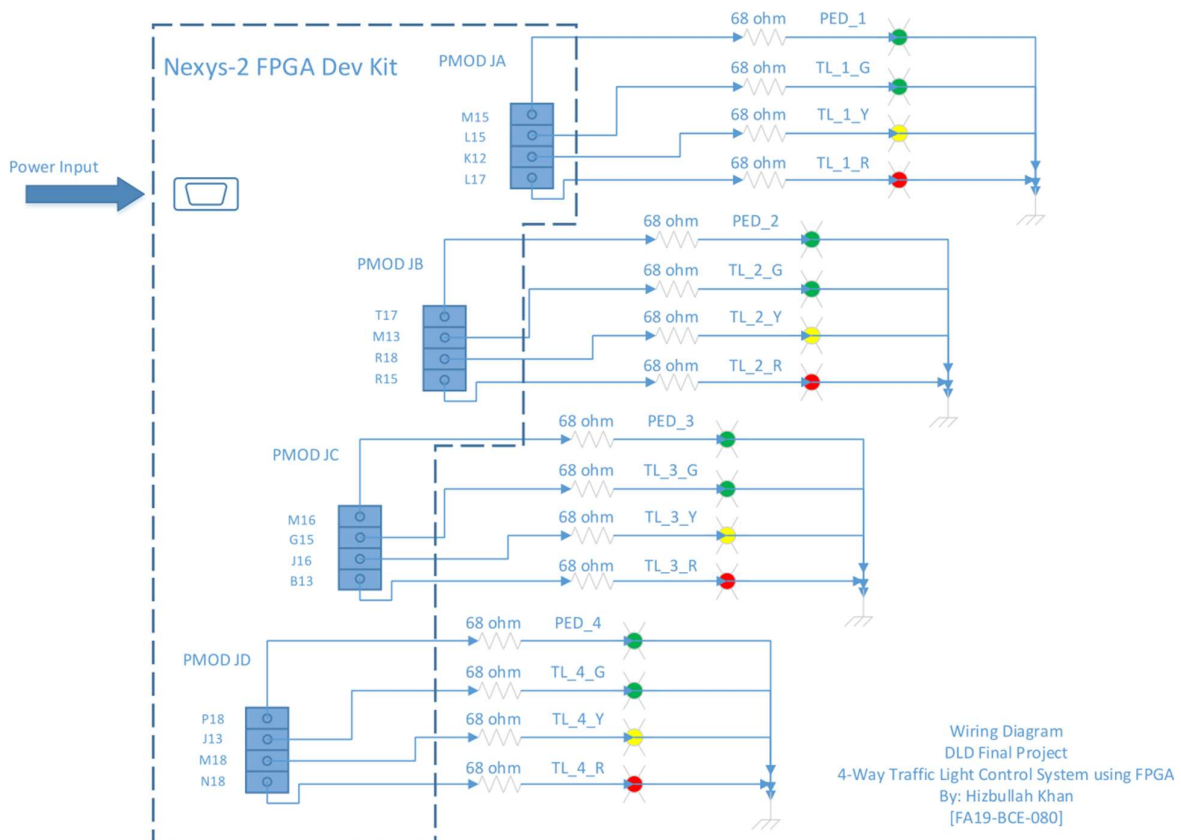 Nexys-2 FPGA Dev Kit
Power Input
PMOD JA
M15
L15
K12
L17
68 ohm PED_1
68 ohm TL_1_G
68 ohm TL_1_Y
68 ohm TL_1_R
PMOD JB
T17
M13
R18
R15
68 ohm PED_2
68 ohm TL_2_G
68 ohm TL_2_Y
68 ohm TL_2_R
PMOD JC
M16
G15
J16
B13
68 ohm PED_3
68 ohm TL_3_G
68 ohm TL_3_Y
68 ohm TL_3_R
PMOD JD
P18
J13
M18
N18
68 ohm PED_4
68 ohm TL_4_G
68 ohm TL_4_Y
68 ohm TL_4_R
Wiring Diagram
DLD Final Project
4-Way Traffic Light Control System using FPGA
By: Hizbullah Khan
[FA19-BCE-080]